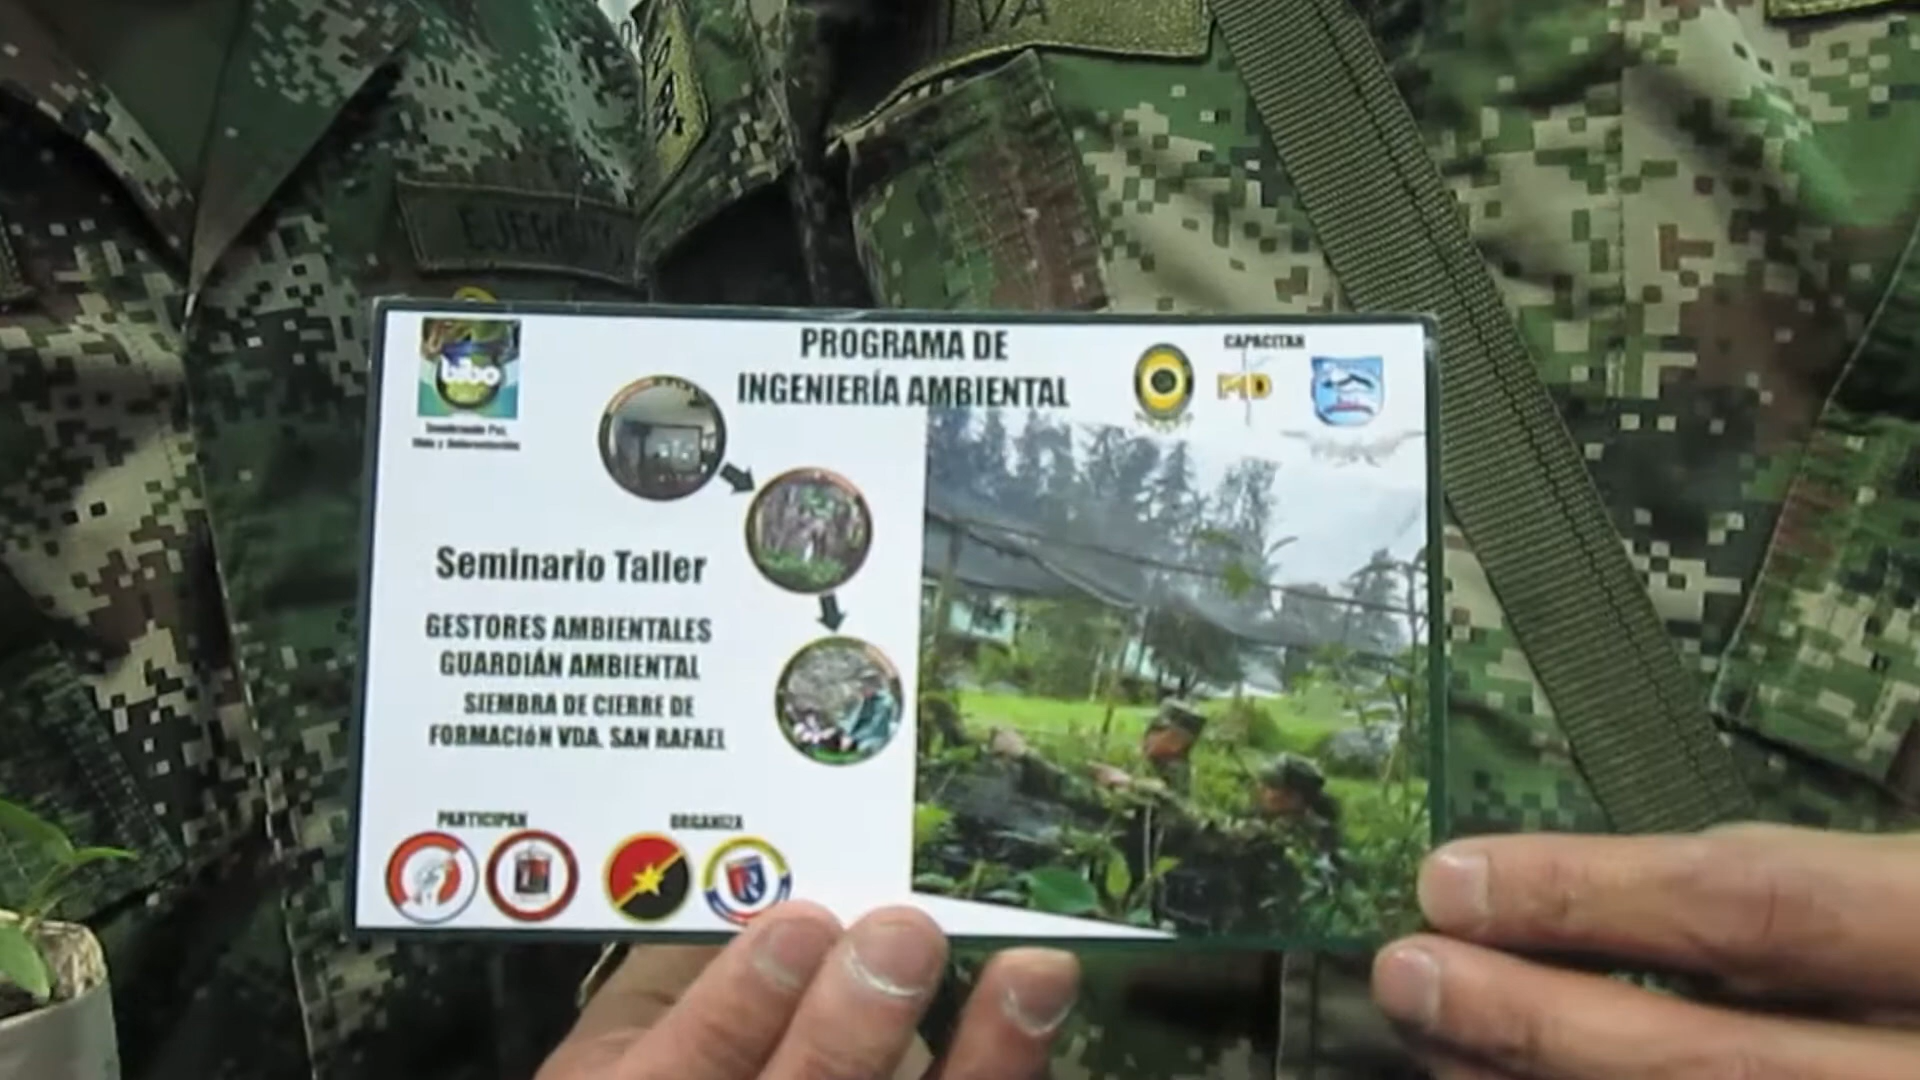 EJERCITO
PROGRAMA DE
INGENIERÍA AMBIENTAL
CAPACITAN
bibo
Seminario Taller
GESTORES AMBIENTALES
GUARDIÁN AMBIENTAL
SIEMBRA DE CIERRE DE
FORMACIóN VDA. SAN RAFAEL
PARTICIPAN
ORGANIZA